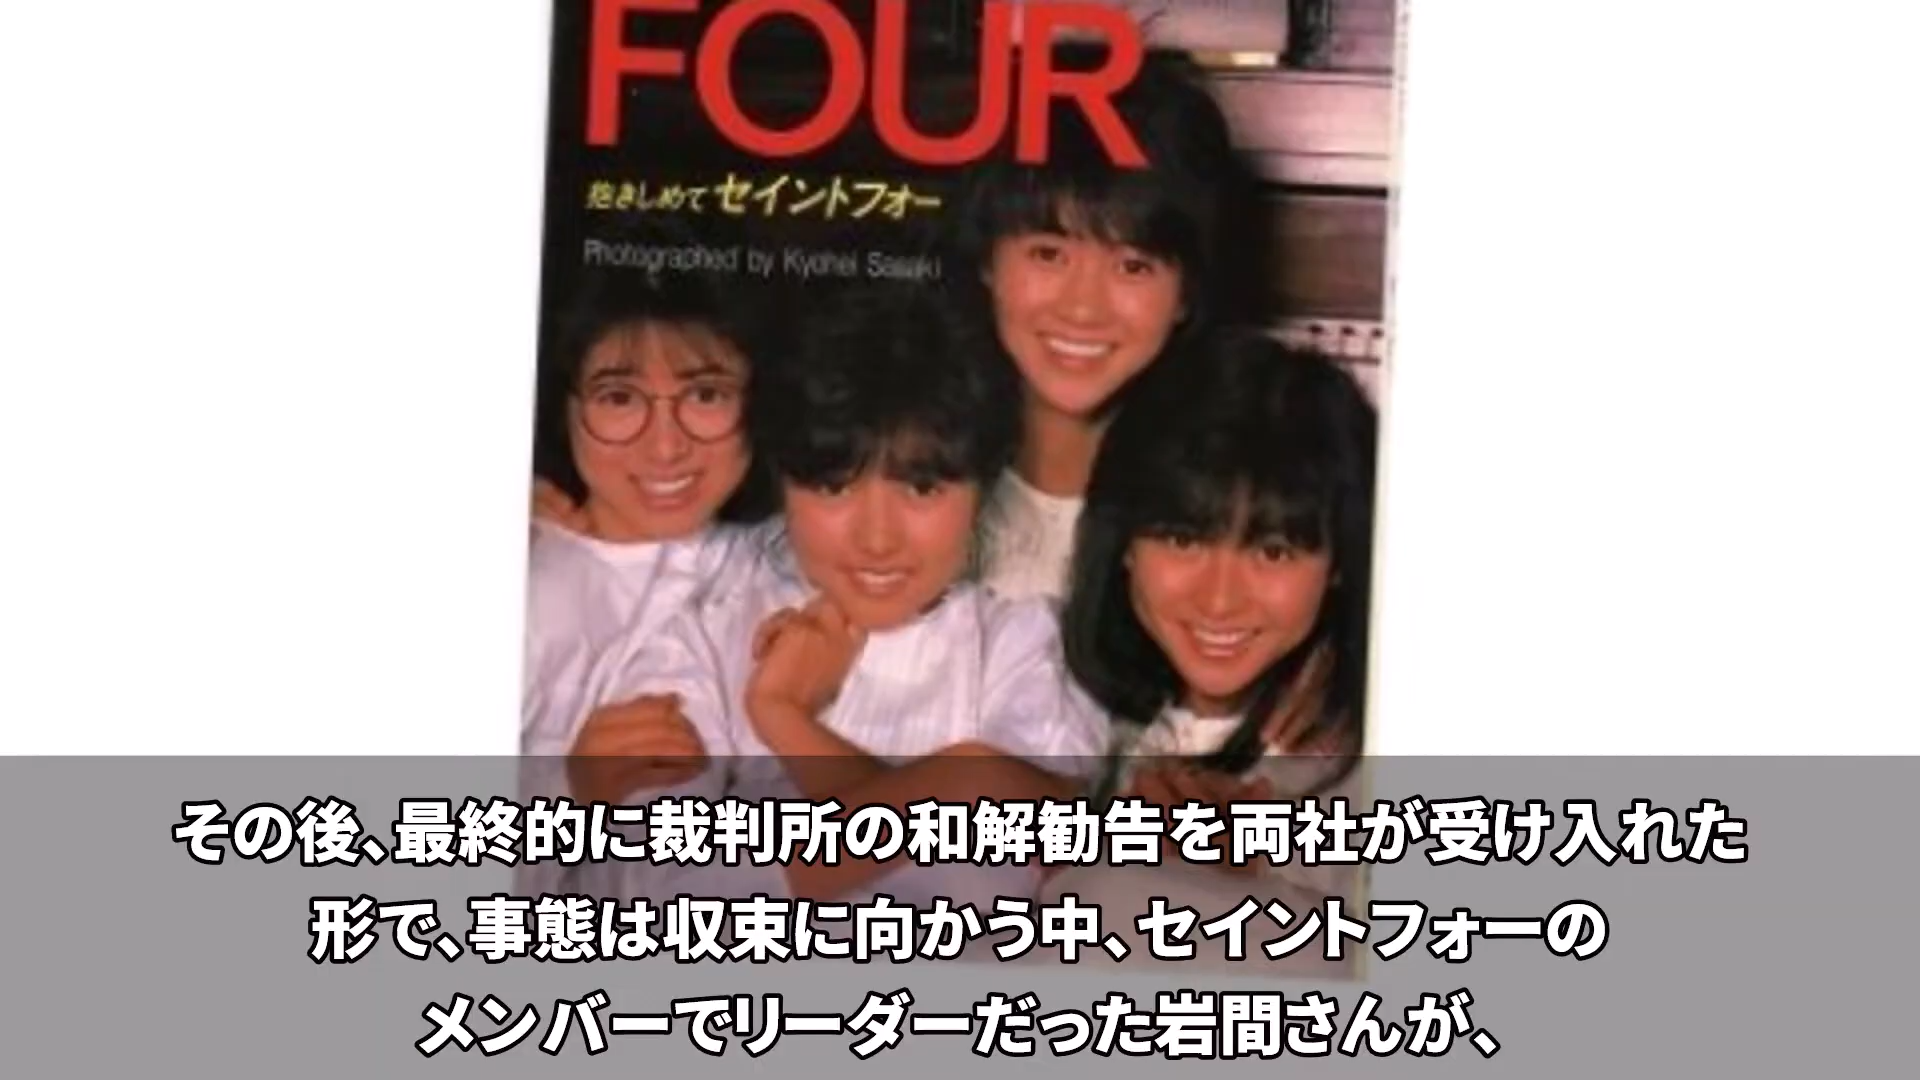 FOUR
抱きしめてセイントフォー
Photographed by Kyohei Sasaki
その後、最終的に裁判所の和解勧告を両社が受け入れた
形で、事態は収束に向かう中、セイントフォーの
メンバーでリーダーだった岩間さんが、